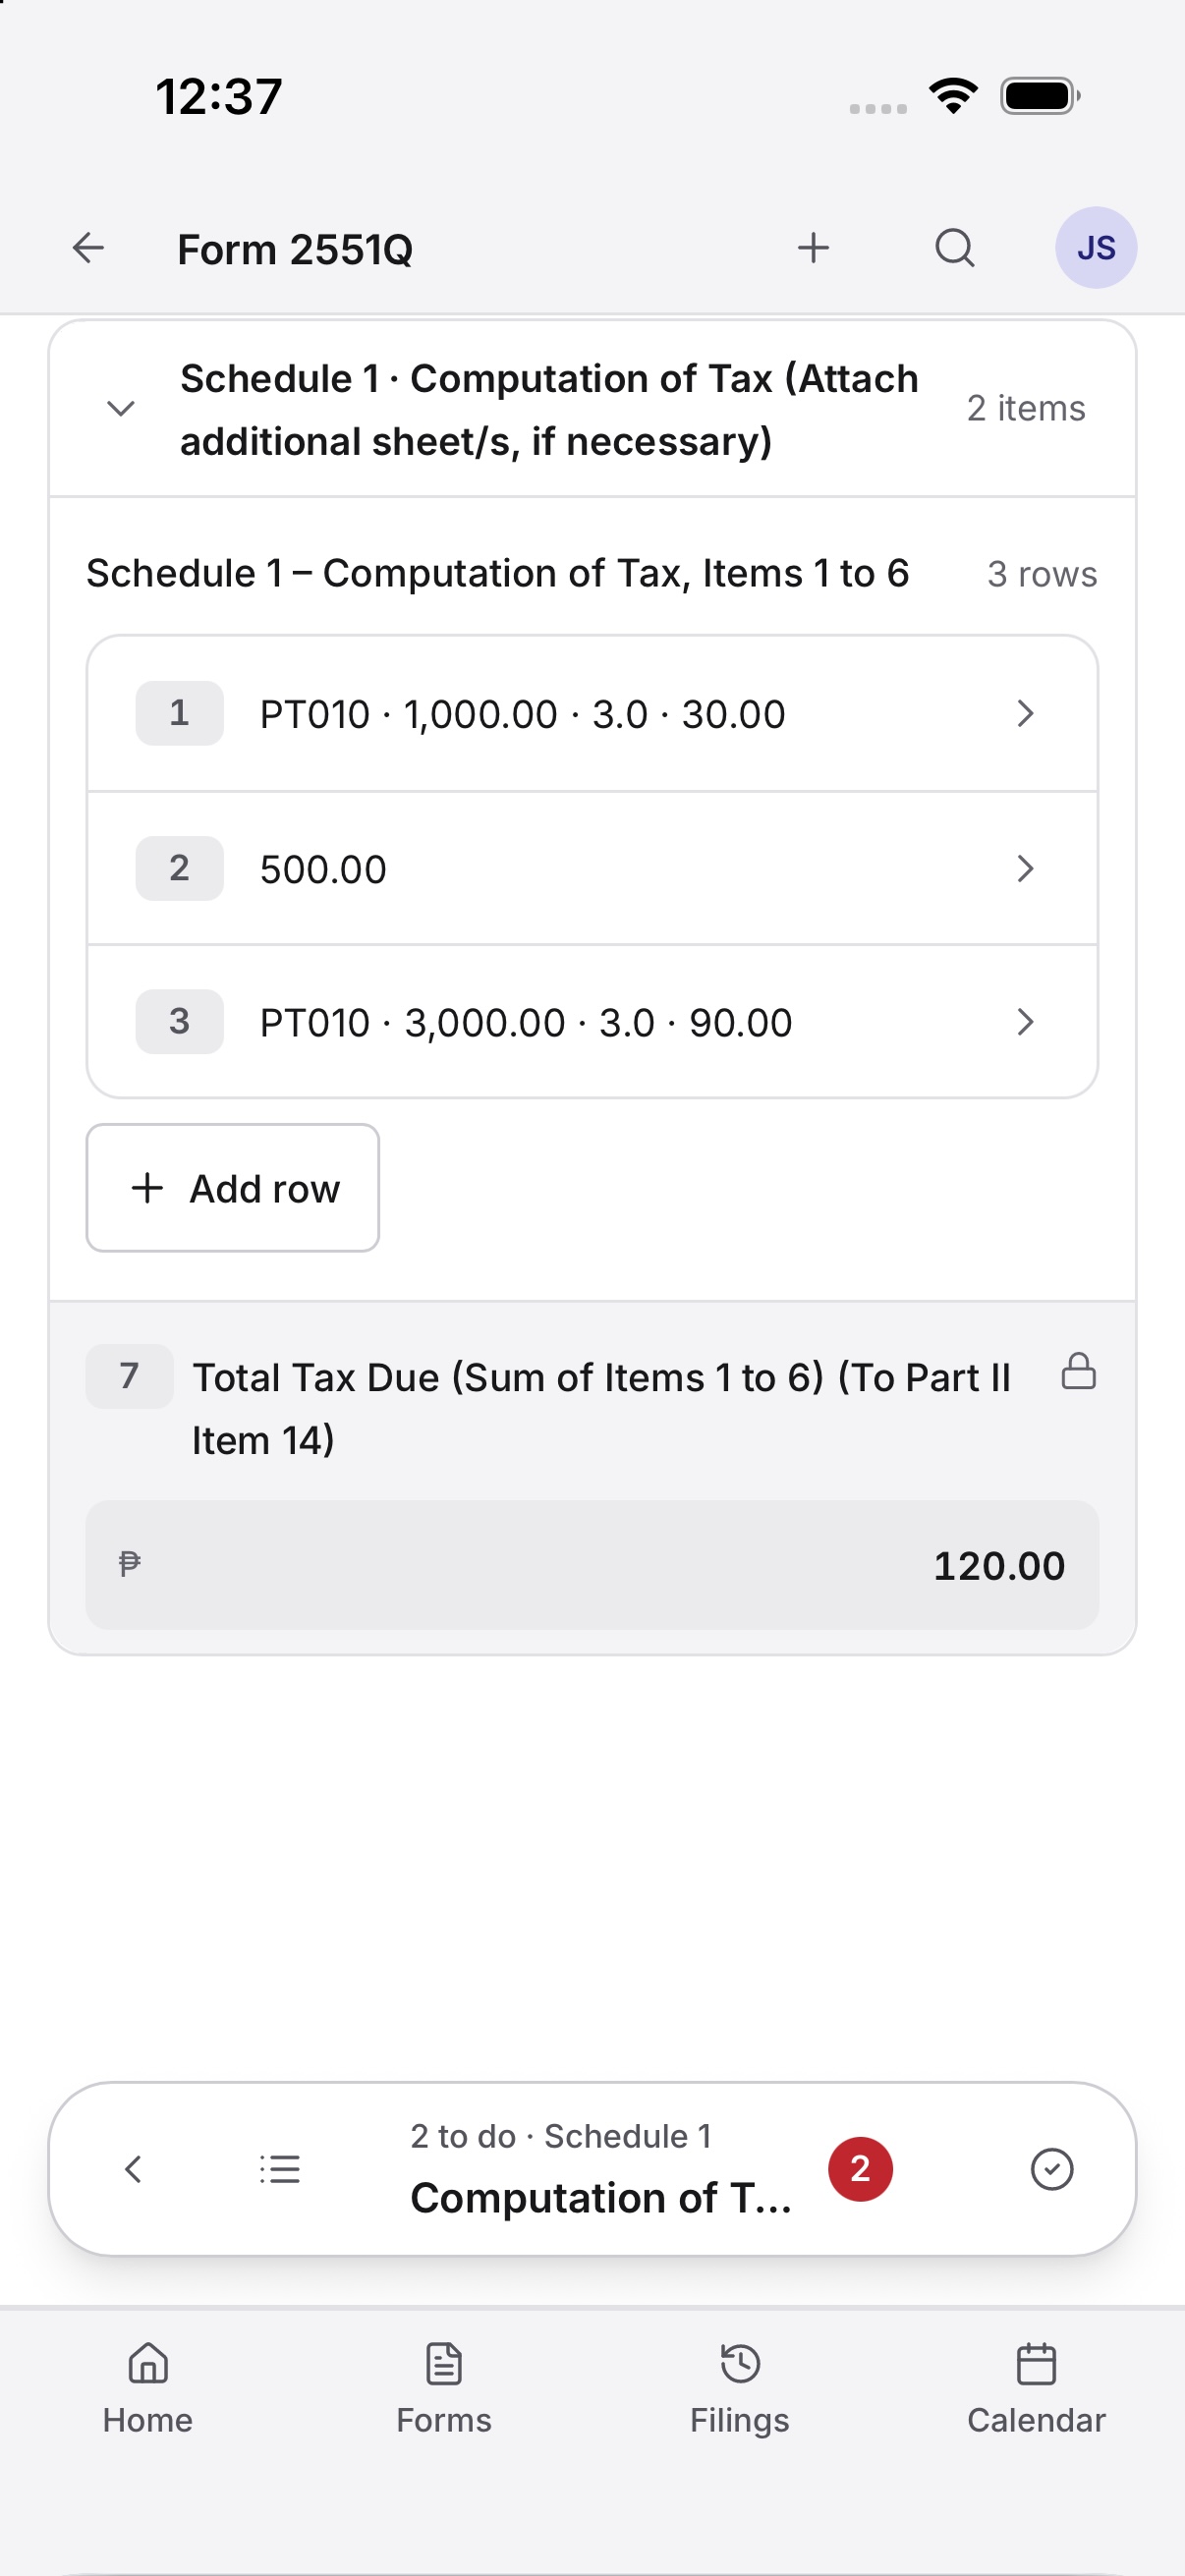 12:37
Form 2551Q
JS
Schedule 1 · Computation of Tax (Attach
additional sheet/s, if necessary)
2 items
Schedule 1 – Computation of Tax, Items 1 to 6
3 rows
1
PT010 · 1,000.00 · 3.0 · 30.00
2
500.00
3
PT010 · 3,000.00 · 3.0 · 90.00
Add row
7
Total Tax Due (Sum of Items 1 to 6) (To Part II
Item 14)
₱
120.00
2 to do · Schedule 1
Computation of T...
2
Home
Forms
Filings
Calendar